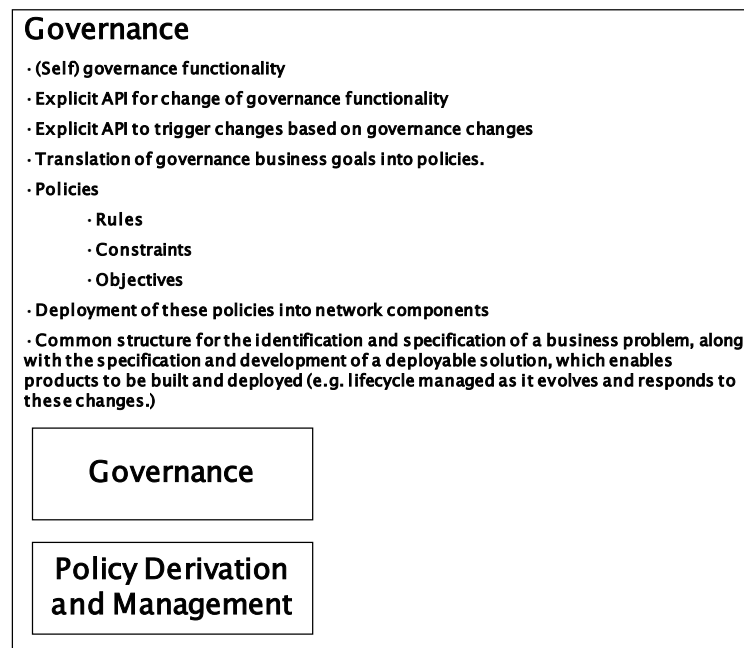 Governance
· (Self) governance functionality
· Explicit API for change of governance functionality
· Explicit API to trigger changes based on governance changes
· Translation of governance business goals into policies.
· Policies
· Rules
· Constraints
· Objectives
· Deployment of these policies into network components
· Common structure for the identification and specification of a business problem, along
with the specification and development of a deployable solution, which enables
products to be built and deployed (e.g. lifecycle managed as it evolves and responds to
these changes.)
Governance
Policy Derivation
and Management